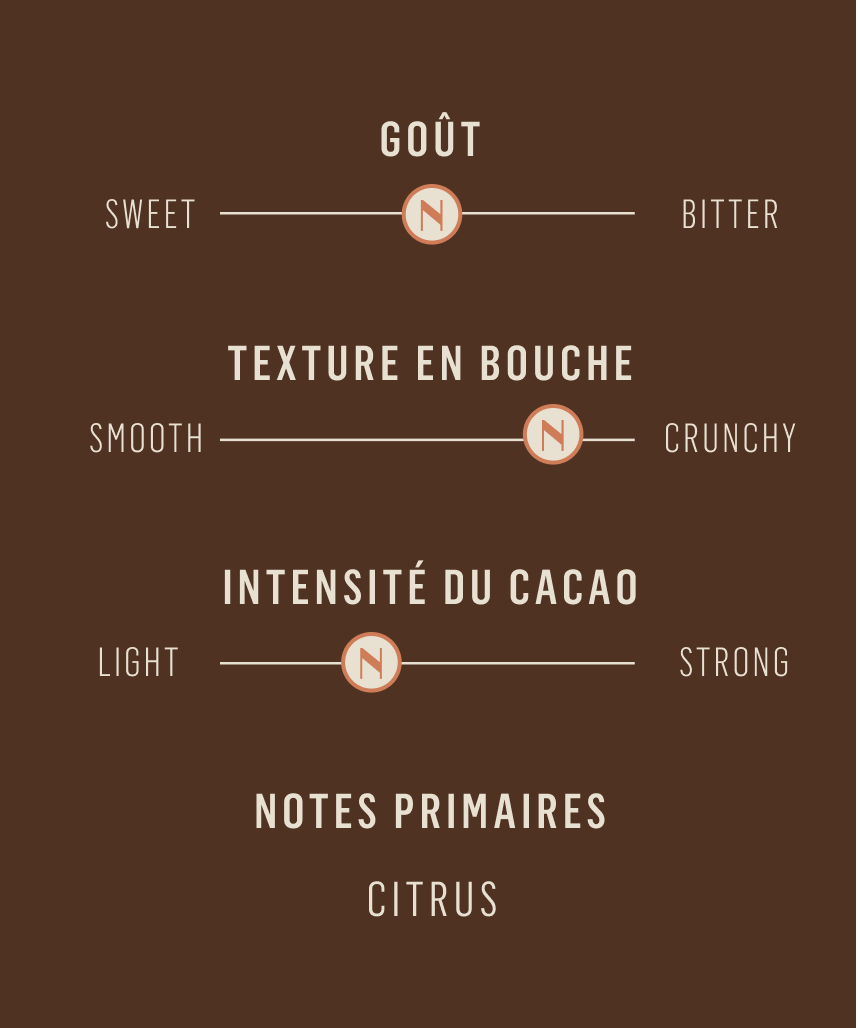 GOÛT
SWEET N BITTER
TEXTURE EN BOUCHE
SMOOTH N CRUNCHY
INTENSITÉ DU CACAO
LIGHT N STRONG
NOTES PRIMAIRES
CITRUS